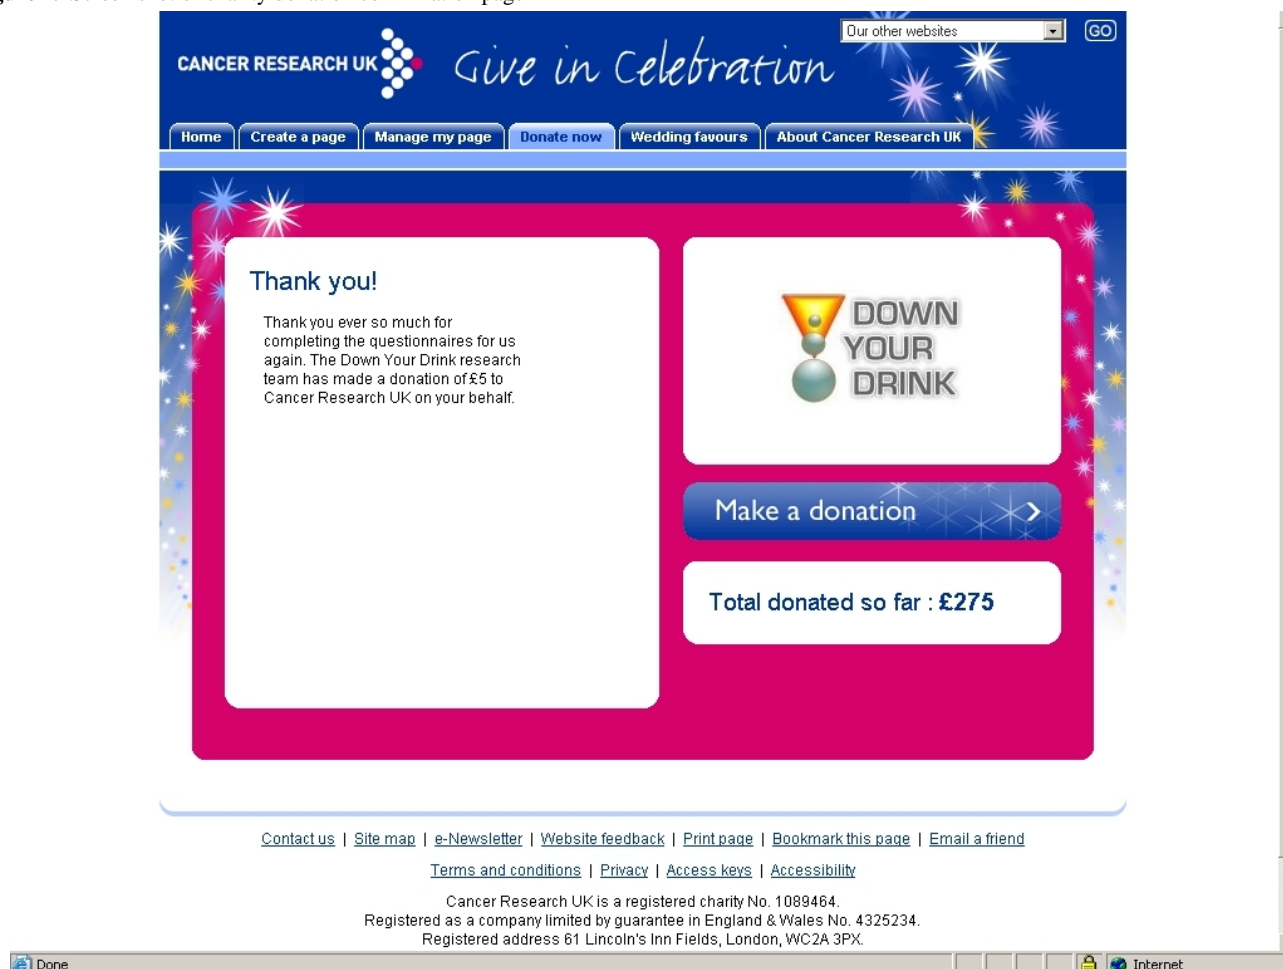 Our other websites
GO
CANCER RESEARCH UK
Give in Celebration
Home
Create a page
Manage my page
Donate now
Wedding favours
About Cancer Research UK
Thank you!
Thank you ever so much for
completing the questionnaires for us
again. The Down Your Drink research
team has made a donation of £5 to
Cancer Research UK on your behalf.
DOWN
YOUR
DRINK
Make a donation
Total donated so far : £275
Contact us | Site map | e-Newsletter | Website feedback | Print page | Bookmark this page | Email a friend
Terms and conditions | Privacy | Access keys | Accessibility
Cancer Research UK is a registered charity No. 1089464.
Registered as a company limited by guarantee in England & Wales No. 4325234.
Registered address 61 Lincoln's Inn Fields, London, WC2A 3PX.
Done
Internet